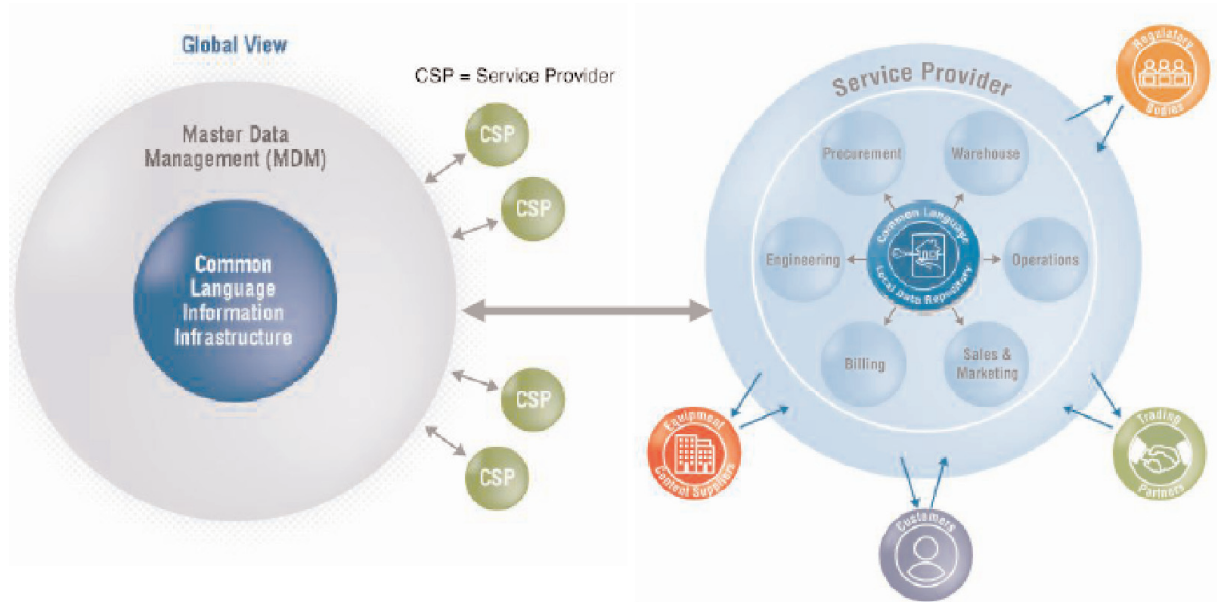 Global View
CSP = Service Provider
Master Data
Management (MDM)
Common
Language
Information
Infrastructure
CSP
CSP
CSP
CSP
Service Provider
Procurement
Warehouse
Engineering
Common Language
Local Data Repository
Operations
Billing
Sales &
Marketing
Regulatory
Bodies
Equipment
Content Suppliers
Trading
Partners
Customers